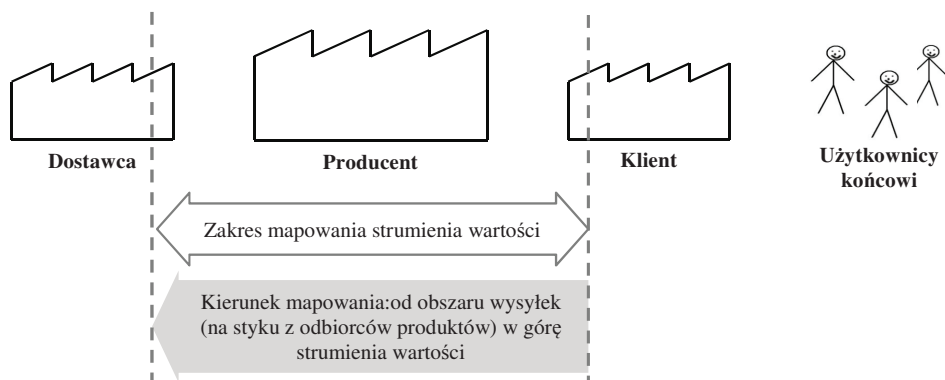 Dostawca
Producent
Klient
Użytkownicy
końcowi
Zakres mapowania strumienia wartości
Kierunek mapowania:od obszaru wysyłek
(na styku z odbiorców produktów) w górę
strumienia wartości